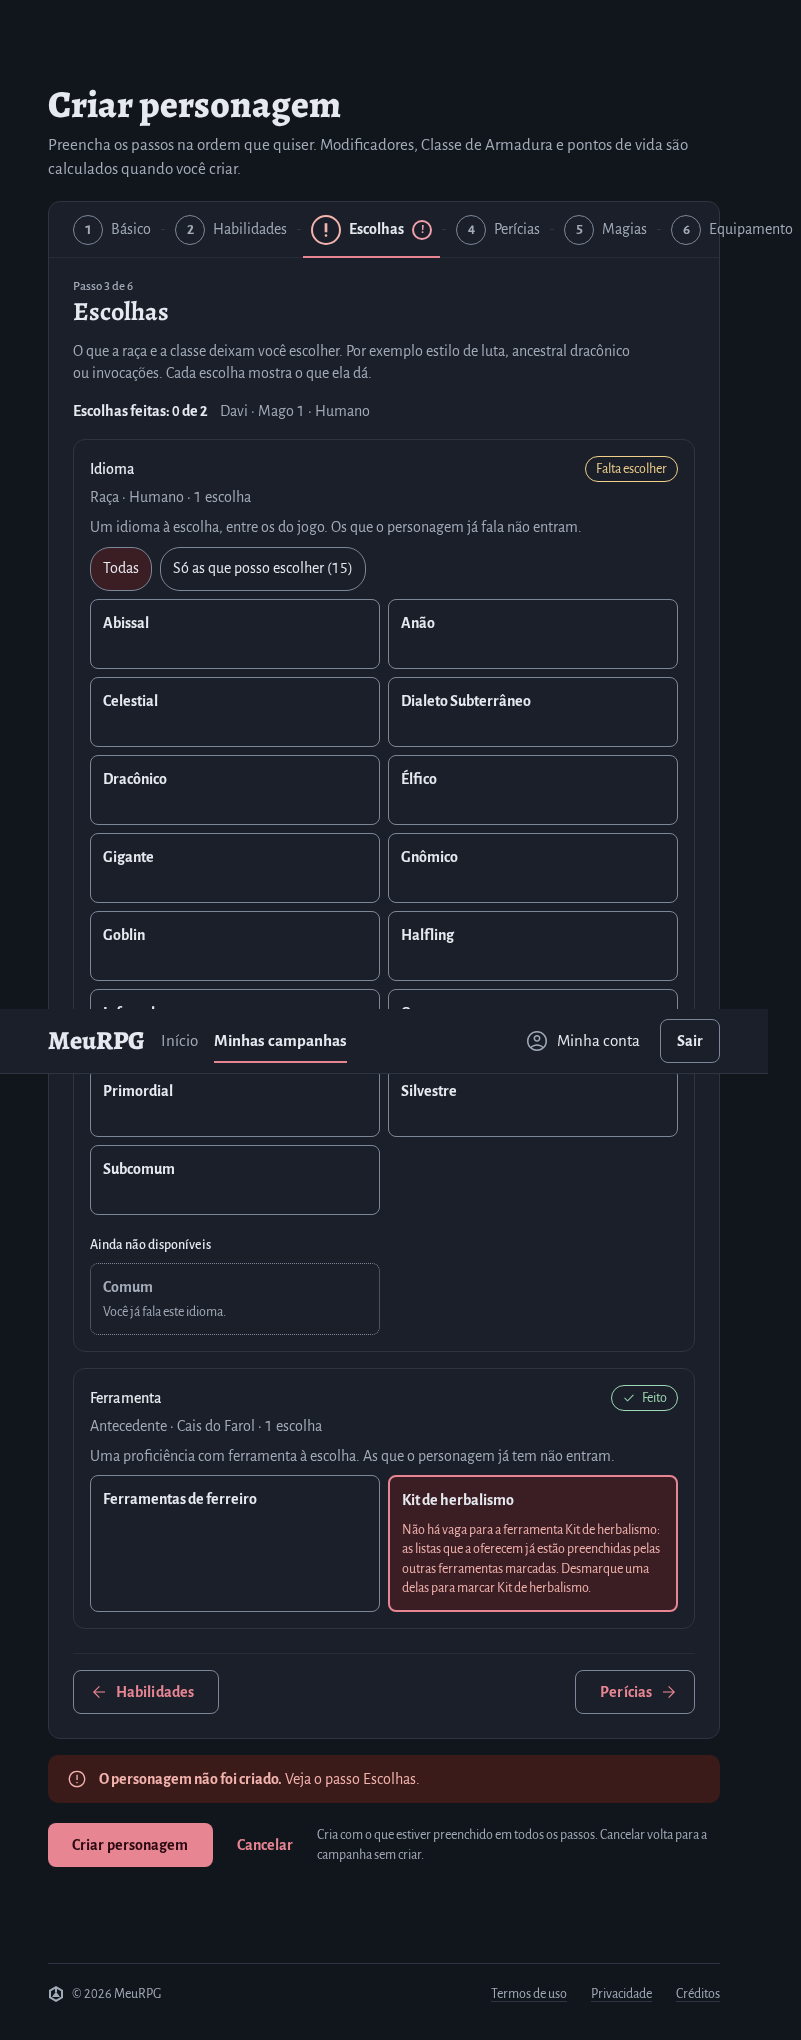 Criar personagem
Preencha os passos na ordem que quiser. Modificadores, Classe de Armadura e pontos de vida são
calculados quando você criar.
1 Básico
2 Habilidades
! Escolhas !
4 Perícias
5 Magias
6 Equipamento
Passo 3 de 6
Escolhas
O que a raça e a classe deixam você escolher. Por exemplo estilo de luta, ancestral dracônico
ou invocações. Cada escolha mostra o que ela dá.
Escolhas feitas: 0 de 2 Davi · Mago 1 · Humano
Idioma
Falta escolher
Raça · Humano · 1 escolha
Um idioma à escolha, entre os do jogo. Os que o personagem já fala não entram.
Todas
Só as que posso escolher (15)
Abissal
Anão
Celestial
Dialeto Subterrâneo
Dracônico
Élfico
Gigante
Gnômico
Goblin
Halfling
MeuRPG
Início
Minhas campanhas
Minha conta
Sair
Primordial
Silvestre
Subcomum
Ainda não disponíveis
Comum
Você já fala este idioma.
Ferramenta
Feito
Antecedente · Cais do Farol · 1 escolha
Uma proficiência com ferramenta à escolha. As que o personagem já tem não entram.
Ferramentas de ferreiro
Kit de herbalismo
Não há vaga para a ferramenta Kit de herbalismo:
as listas que a oferecem já estão preenchidas pelas
outras ferramentas marcadas. Desmarque uma
delas para marcar Kit de herbalismo.
Habilidades
Perícias
O personagem não foi criado. Veja o passo Escolhas.
Criar personagem
Cancelar
Cria com o que estiver preenchido em todos os passos. Cancelar volta para a
campanha sem criar.
© 2026 MeuRPG
Termos de uso
Privacidade
Créditos